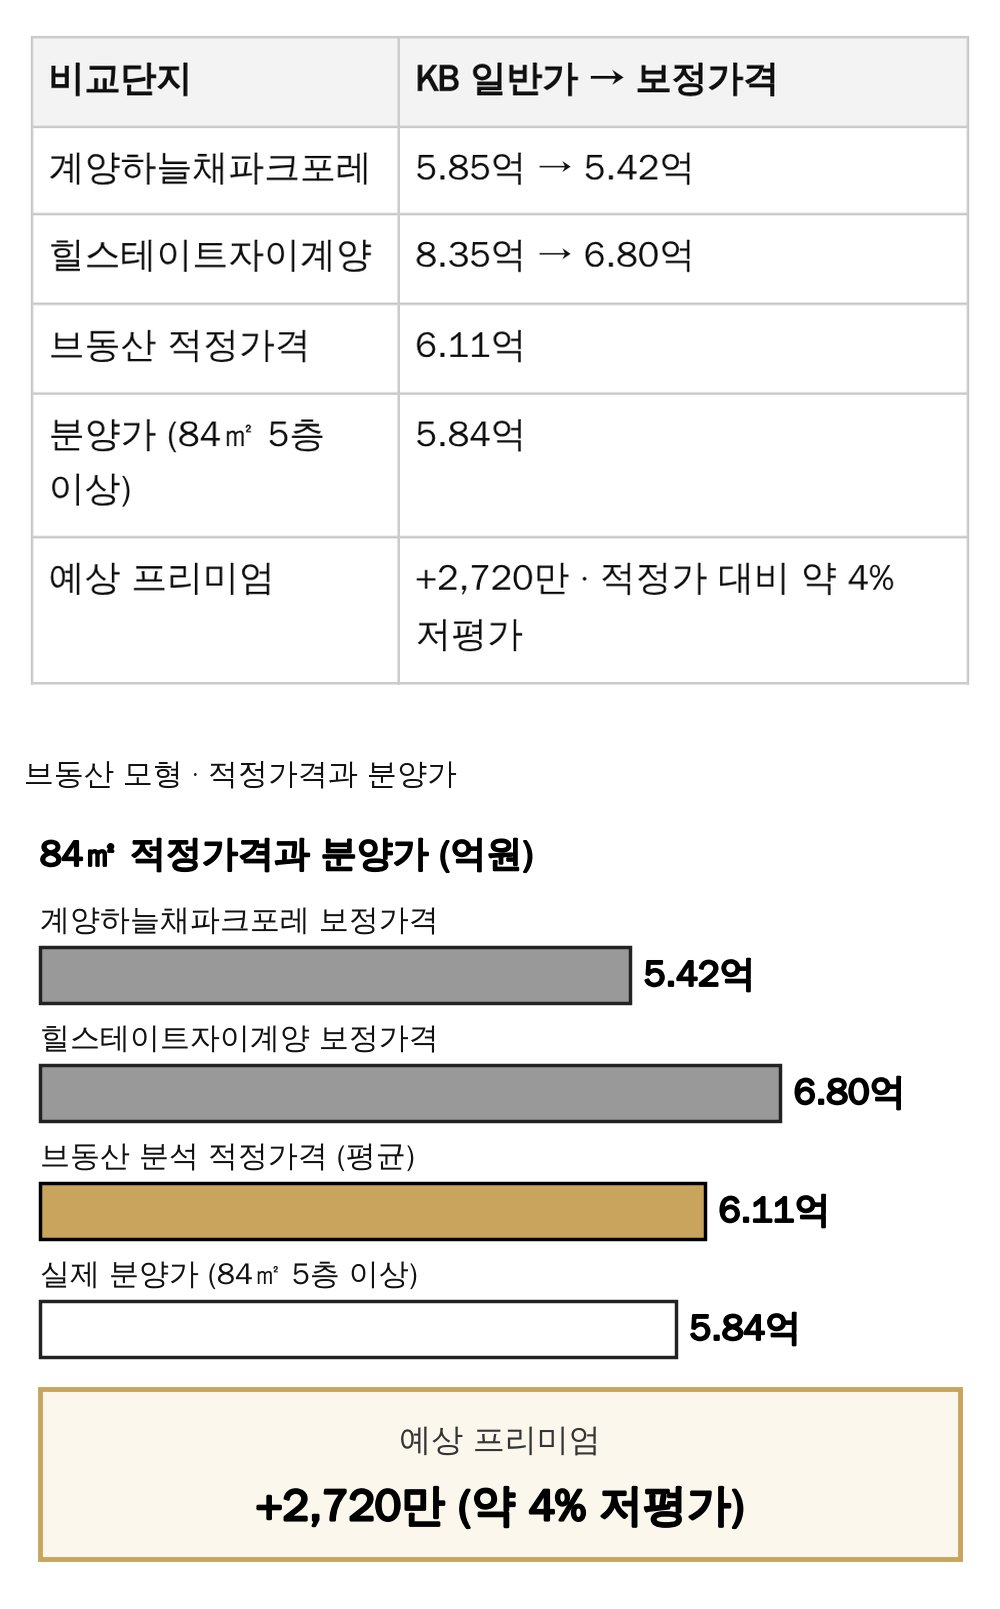 비교단지
KB 일반가 → 보정가격
계양하늘채파크포레
5.85억 → 5.42억
힐스테이트자이계양
8.35억 → 6.80억
브동산 적정가격
6.11억
분양가 (84㎡ 5층
이상)
5.84억
예상 프리미엄
+2,720만 · 적정가 대비 약 4%
저평가
브동산 모형 · 적정가격과 분양가
84㎡ 적정가격과 분양가 (억원)
계양하늘채파크포레 보정가격
5.42억
힐스테이트자이계양 보정가격
6.80억
브동산 분석 적정가격 (평균)
6.11억
실제 분양가 (84㎡ 5층 이상)
5.84억
예상 프리미엄
+2,720만 (약 4% 저평가)